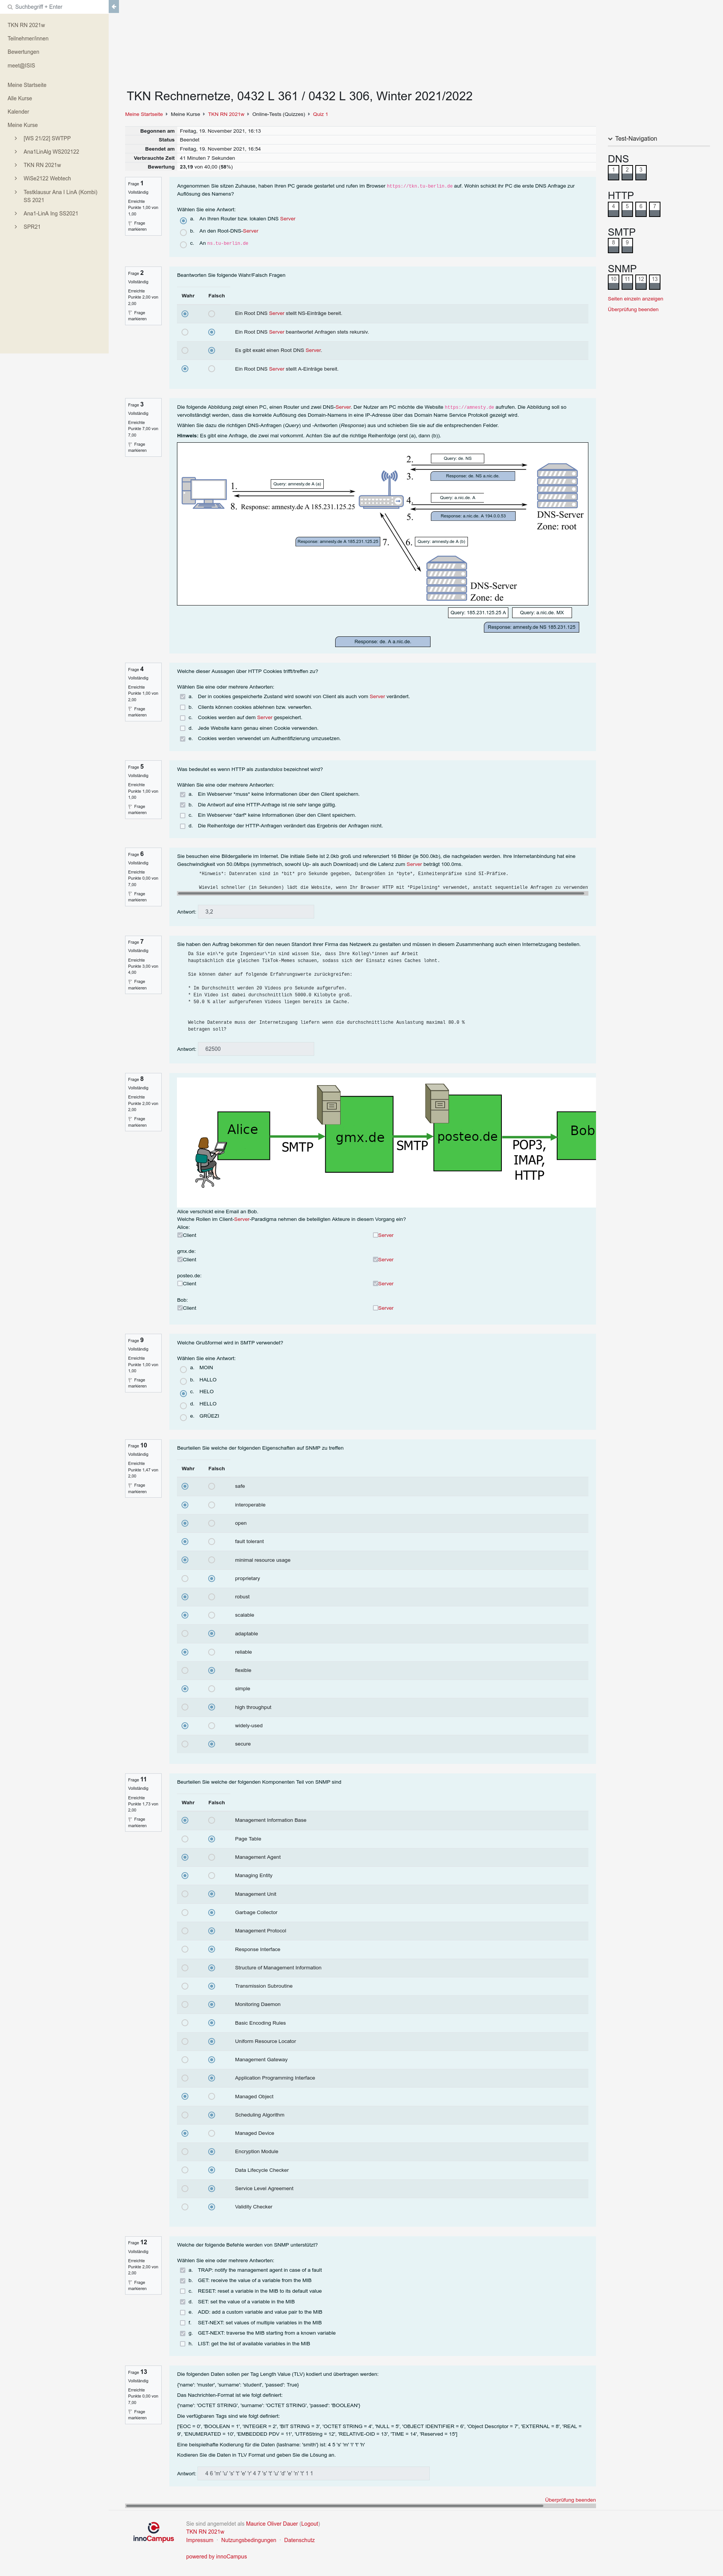 Suchbegriff + Enter
TKN RN 2021w
Teilnehmer/innen
Bewertungen
meet@ISIS
Meine Startseite
Alle Kurse
Kalender
Meine Kurse
[WS 21/22] SWTPP
Ana1LinAlg WS202122
TKN RN 2021w
WiSe2122 Webtech
Testklausur Ana I LinA (Kombi)
SS 2021
Ana1-LinA Ing SS2021
SPR21
TKN Rechnernetze, 0432 L 361 / 0432 L 306, Winter 2021/2022
Meine Startseite Meine Kurse TKN RN 2021w Online-Tests (Quizzes) Quiz 1
Begonnen am Freitag, 19. November 2021, 16:13
Status Beendet
Beendet am Freitag, 19. November 2021, 16:54
Verbrauchte Zeit 41 Minuten 7 Sekunden
Bewertung 23,19 von 40,00 (58%)
Test-Navigation
DNS
1 2 3
HTTP
4 5 6 7
SMTP
8 9
SNMP
10 11 12 13
Seiten einzeln anzeigen
Überprüfung beenden
Frage 1
Vollständig
Erreichte
Punkte 1,00 von
1,00
Frage
markieren
Angenommen Sie sitzen Zuhause, haben Ihren PC gerade gestartet und rufen im Browser https://tkn.tu-berlin.de auf. Wohin schickt ihr PC die erste DNS Anfrage zur
Auflösung des Namens?
Wählen Sie eine Antwort:
a. An Ihren Router bzw. lokalen DNS Server
b. An den Root-DNS-Server
c. An ns.tu-berlin.de
Frage 2
Vollständig
Erreichte
Punkte 2,00 von
2,00
Frage
markieren
Beantworten Sie folgende Wahr/Falsch Fragen
Wahr Falsch
Ein Root DNS Server stellt NS-Einträge bereit.
Ein Root DNS Server beantwortet Anfragen stets rekursiv.
Es gibt exakt einen Root DNS Server.
Ein Root DNS Server stellt A-Einträge bereit.
Frage 3
Vollständig
Erreichte
Punkte 7,00 von
7,00
Frage
markieren
Die folgende Abbildung zeigt einen PC, einen Router und zwei DNS-Server. Der Nutzer am PC möchte die Website https://amnesty.de aufrufen. Die Abbildung soll so
vervollständigt werden, dass die korrekte Auflösung des Domain-Namens in eine IP-Adresse über das Domain Name Service Protokoll gezeigt wird.
Wählen Sie dazu die richtigen DNS-Anfragen (Query) und -Antworten (Response) aus und schieben Sie sie auf die entsprechenden Felder.
Hinweis: Es gibt eine Anfrage, die zwei mal vorkommt. Achten Sie auf die richtige Reihenfolge (erst (a), dann (b)).
2. Query: de. NS
3. Response: de. NS a.nic.de.
1. Query: amnesty.de A (a)
8. Response: amnesty.de A 185.231.125.25
4. Query: a.nic.de. A
5. Response: a.nic.de. A 194.0.0.53
DNS-Server
Zone: root
Response: amnesty.de A 185.231.125.25 7.
6. Query: amnesty.de A (b)
DNS-Server
Zone: de
Query: 185.231.125.25 A Query: a.nic.de. MX
Response: amnesty.de NS 185.231.125
Response: de. A a.nic.de.
Frage 4
Vollständig
Erreichte
Punkte 1,00 von
2,00
Frage
markieren
Welche dieser Aussagen über HTTP Cookies trifft/treffen zu?
Wählen Sie eine oder mehrere Antworten:
a. Der in cookies gespeicherte Zustand wird sowohl von Client als auch vom Server verändert.
b. Clients können cookies ablehnen bzw. verwerfen.
c. Cookies werden auf dem Server gespeichert.
d. Jede Website kann genau einen Cookie verwenden.
e. Cookies werden verwendet um Authentifizierung umzusetzen.
Frage 5
Vollständig
Erreichte
Punkte 1,00 von
1,00
Frage
markieren
Was bedeutet es wenn HTTP als zustandslos bezeichnet wird?
Wählen Sie eine oder mehrere Antworten:
a. Ein Webserver "muss" keine Informationen über den Client speichern.
b. Die Antwort auf eine HTTP-Anfrage ist nie sehr lange gültig.
c. Ein Webserver "darf" keine Informationen über den Client speichern.
d. Die Reihenfolge der HTTP-Anfragen verändert das Ergebnis der Anfragen nicht.
Frage 6
Vollständig
Erreichte
Punkte 0,00 von
7,00
Frage
markieren
Sie besuchen eine Bildergallerie im Internet. Die initiale Seite ist 2.0kb groß und referenziert 16 Bilder (je 500.0kb), die nachgeladen werden. Ihre Internetanbindung hat eine
Geschwindigkeit von 50.0Mbps (symmetrisch, sowohl Up- als auch Download) und die Latenz zum Server beträgt 100.0ms.
*Hinweis*: Datenraten sind in *bit* pro Sekunde gegeben, Datengrößen in *byte*, Einheitenpräfixe sind SI-Präfixe.
Wieviel schneller (in Sekunden) lädt die Website, wenn Ihr Browser HTTP mit *Pipelining* verwendet, anstatt sequentielle Anfragen zu verwenden
Antwort: 3,2
Frage 7
Vollständig
Erreichte
Punkte 3,00 von
4,00
Frage
markieren
Sie haben den Auftrag bekommen für den neuen Standort Ihrer Firma das Netzwerk zu gestalten und müssen in diesem Zusammenhang auch einen Internetzugang bestellen.
Da Sie ein\*e gute Ingenieur\*in sind wissen Sie, dass Ihre Kolleg\*innen auf Arbeit
hauptsächlich die gleichen TikTok-Memes schauen, sodass sich der Einsatz eines Caches lohnt.
Sie können daher auf folgende Erfahrungswerte zurückgreifen:
* Im Durchschnitt werden 20 Videos pro Sekunde aufgerufen.
* Ein Video ist dabei durchschnittlich 5000.0 Kilobyte groß.
* 50.0 % aller aufgerufenen Videos liegen bereits im Cache.
Welche Datenrate muss der Internetzugang liefern wenn die durchschnittliche Auslastung maximal 80.0 %
betragen soll?
Antwort: 62500
Frage 8
Vollständig
Erreichte
Punkte 2,00 von
2,00
Frage
markieren
Alice
SMTP
gmx.de
SMTP
posteo.de
POP3,
IMAP,
HTTP
Bob
Alice verschickt eine Email an Bob.
Welche Rollen im Client-Server-Paradigma nehmen die beteiligten Akteure in diesem Vorgang ein?
Alice:
Client Server
gmx.de:
Client Server
posteo.de:
Client Server
Bob:
Client Server
Frage 9
Vollständig
Erreichte
Punkte 1,00 von
1,00
Frage
markieren
Welche Grußformel wird in SMTP verwendet?
Wählen Sie eine Antwort:
a. MOIN
b. HALLO
c. HELO
d. HELLO
e. GRÜEZI
Frage 10
Vollständig
Erreichte
Punkte 1,47 von
2,00
Frage
markieren
Beurteilen Sie welche der folgenden Eigenschaften auf SNMP zu treffen
Wahr Falsch
safe
interoperable
open
fault tolerant
minimal resource usage
proprietary
robust
scalable
adaptable
reliable
flexible
simple
high throughput
widely-used
secure
Frage 11
Vollständig
Erreichte
Punkte 1,73 von
2,00
Frage
markieren
Beurteilen Sie welche der folgenden Komponenten Teil von SNMP sind
Wahr Falsch
Management Information Base
Page Table
Management Agent
Managing Entity
Management Unit
Garbage Collector
Management Protocol
Response Interface
Structure of Management Information
Transmission Subroutine
Monitoring Daemon
Basic Encoding Rules
Uniform Resource Locator
Management Gateway
Application Programming Interface
Managed Object
Scheduling Algorithm
Managed Device
Encryption Module
Data Lifecycle Checker
Service Level Agreement
Validity Checker
Frage 12
Vollständig
Erreichte
Punkte 2,00 von
2,00
Frage
markieren
Welche der folgenden Befehle werden von SNMP unterstützt?
Wählen Sie eine oder mehrere Antworten:
a. TRAP: notify the management agent in case of a fault
b. GET: receive the value of a variable from the MIB
c. RESET: reset a variable in the MIB to its default value
d. SET: set the value of a variable in the MIB
e. ADD: add a custom variable and value pair to the MIB
f. SET-NEXT: set values of multiple variables in the MIB
g. GET-NEXT: traverse the MIB starting from a known variable
h. LIST: get the list of available variables in the MIB
Frage 13
Vollständig
Erreichte
Punkte 0,00 von
7,00
Frage
markieren
Die folgenden Daten sollen per Tag Length Value (TLV) kodiert und übertragen werden:
{'name': 'muster', 'surname': 'student', 'passed': True}
Das Nachrichten-Format ist wie folgt definiert:
{'name': 'OCTET STRING', 'surname': 'OCTET STRING', 'passed': 'BOOLEAN'}
Die verfügbaren Tags sind wie folgt definiert:
['EOC = 0', 'BOOLEAN = 1', 'INTEGER = 2', 'BIT STRING = 3', 'OCTET STRING = 4', 'NULL = 5', 'OBJECT IDENTIFIER = 6', 'Object Descriptor = 7', 'EXTERNAL = 8', 'REAL =
9', 'ENUMERATED = 10', 'EMBEDDED PDV = 11', 'UTF8String = 12', 'RELATIVE-OID = 13', 'TIME = 14', 'Reserved = 15']
Eine beispielhafte Kodierung für die Daten {lastname: 'smith'} ist: 4 5 's' 'm' 'i' 't' 'h'
Kodieren Sie die Daten in TLV Format und geben Sie die Lösung an.
Antwort: 4 6 'm' 'u' 's' 't' 'e' 'r' 4 7 's' 't' 'u' 'd' 'e' 'n' 't' 1 1
Überprüfung beenden
innoCampus
Sie sind angemeldet als Maurice Oliver Dauer (Logout)
TKN RN 2021w
Impressum · Nutzungsbedingungen · Datenschutz
powered by innoCampus